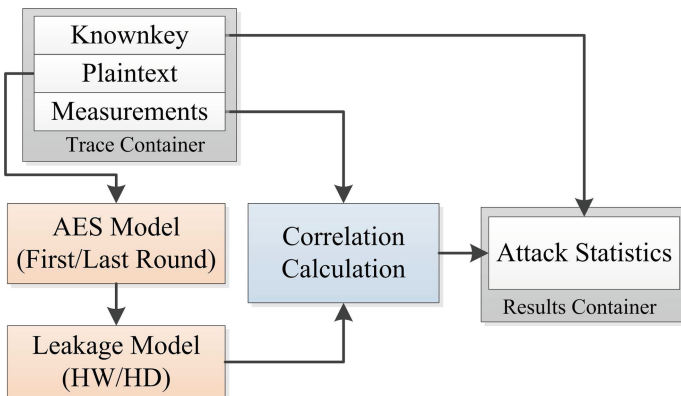 Knownkey
Plaintext
Measurements
Trace Container
AES Model
(First/Last Round)
Correlation
Calculation
Attack Statistics
Results Container
Leakage Model
(HW/HD)